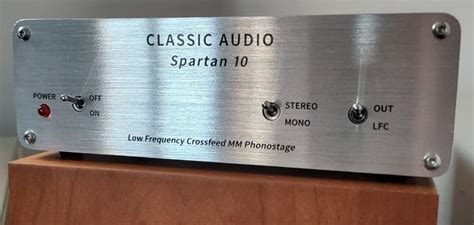 CLASSIC AUDIO
Spartan 10
POWER
OFF
ON
STEREO
MONO
OUT
LFC
Low Frequency Crossfeed MM Phonostage